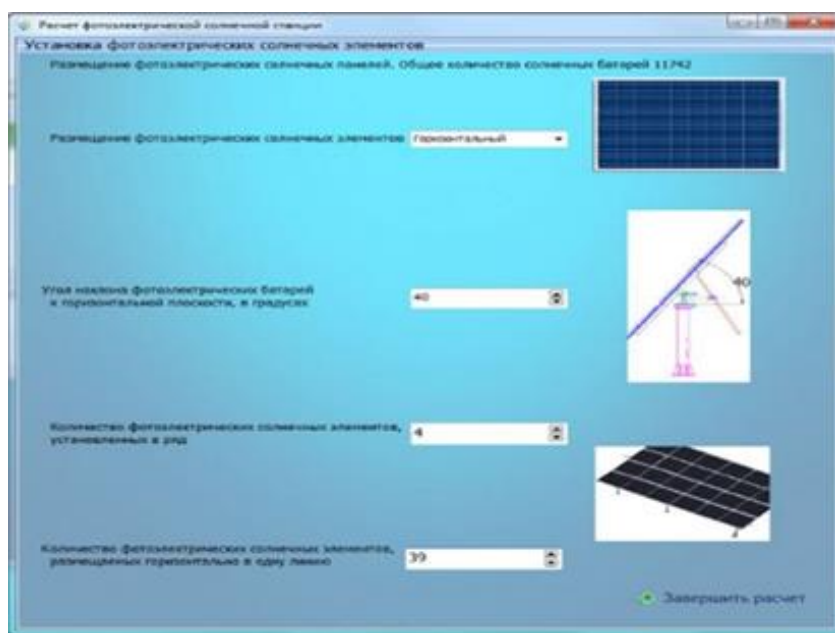 Расчет фотоэлектрической солнечной станции
Установка фотоэлектрических солнечных элементов
Размещение фотоэлектрических солнечных панелей. Общее количество солнечных батарей 11742
Размещение фотоэлектрических солнечных элементов Горизонтальный
40
Угол наклона фотоэлектрических батарей
к горизонтальной плоскости, в градусах
40
Количество фотоэлектрических солнечных элементов,
установленных в ряд
4
Количество фотоэлектрических солнечных элементов,
размещаемых горизонтально в одну линию
39
Завершить расчет